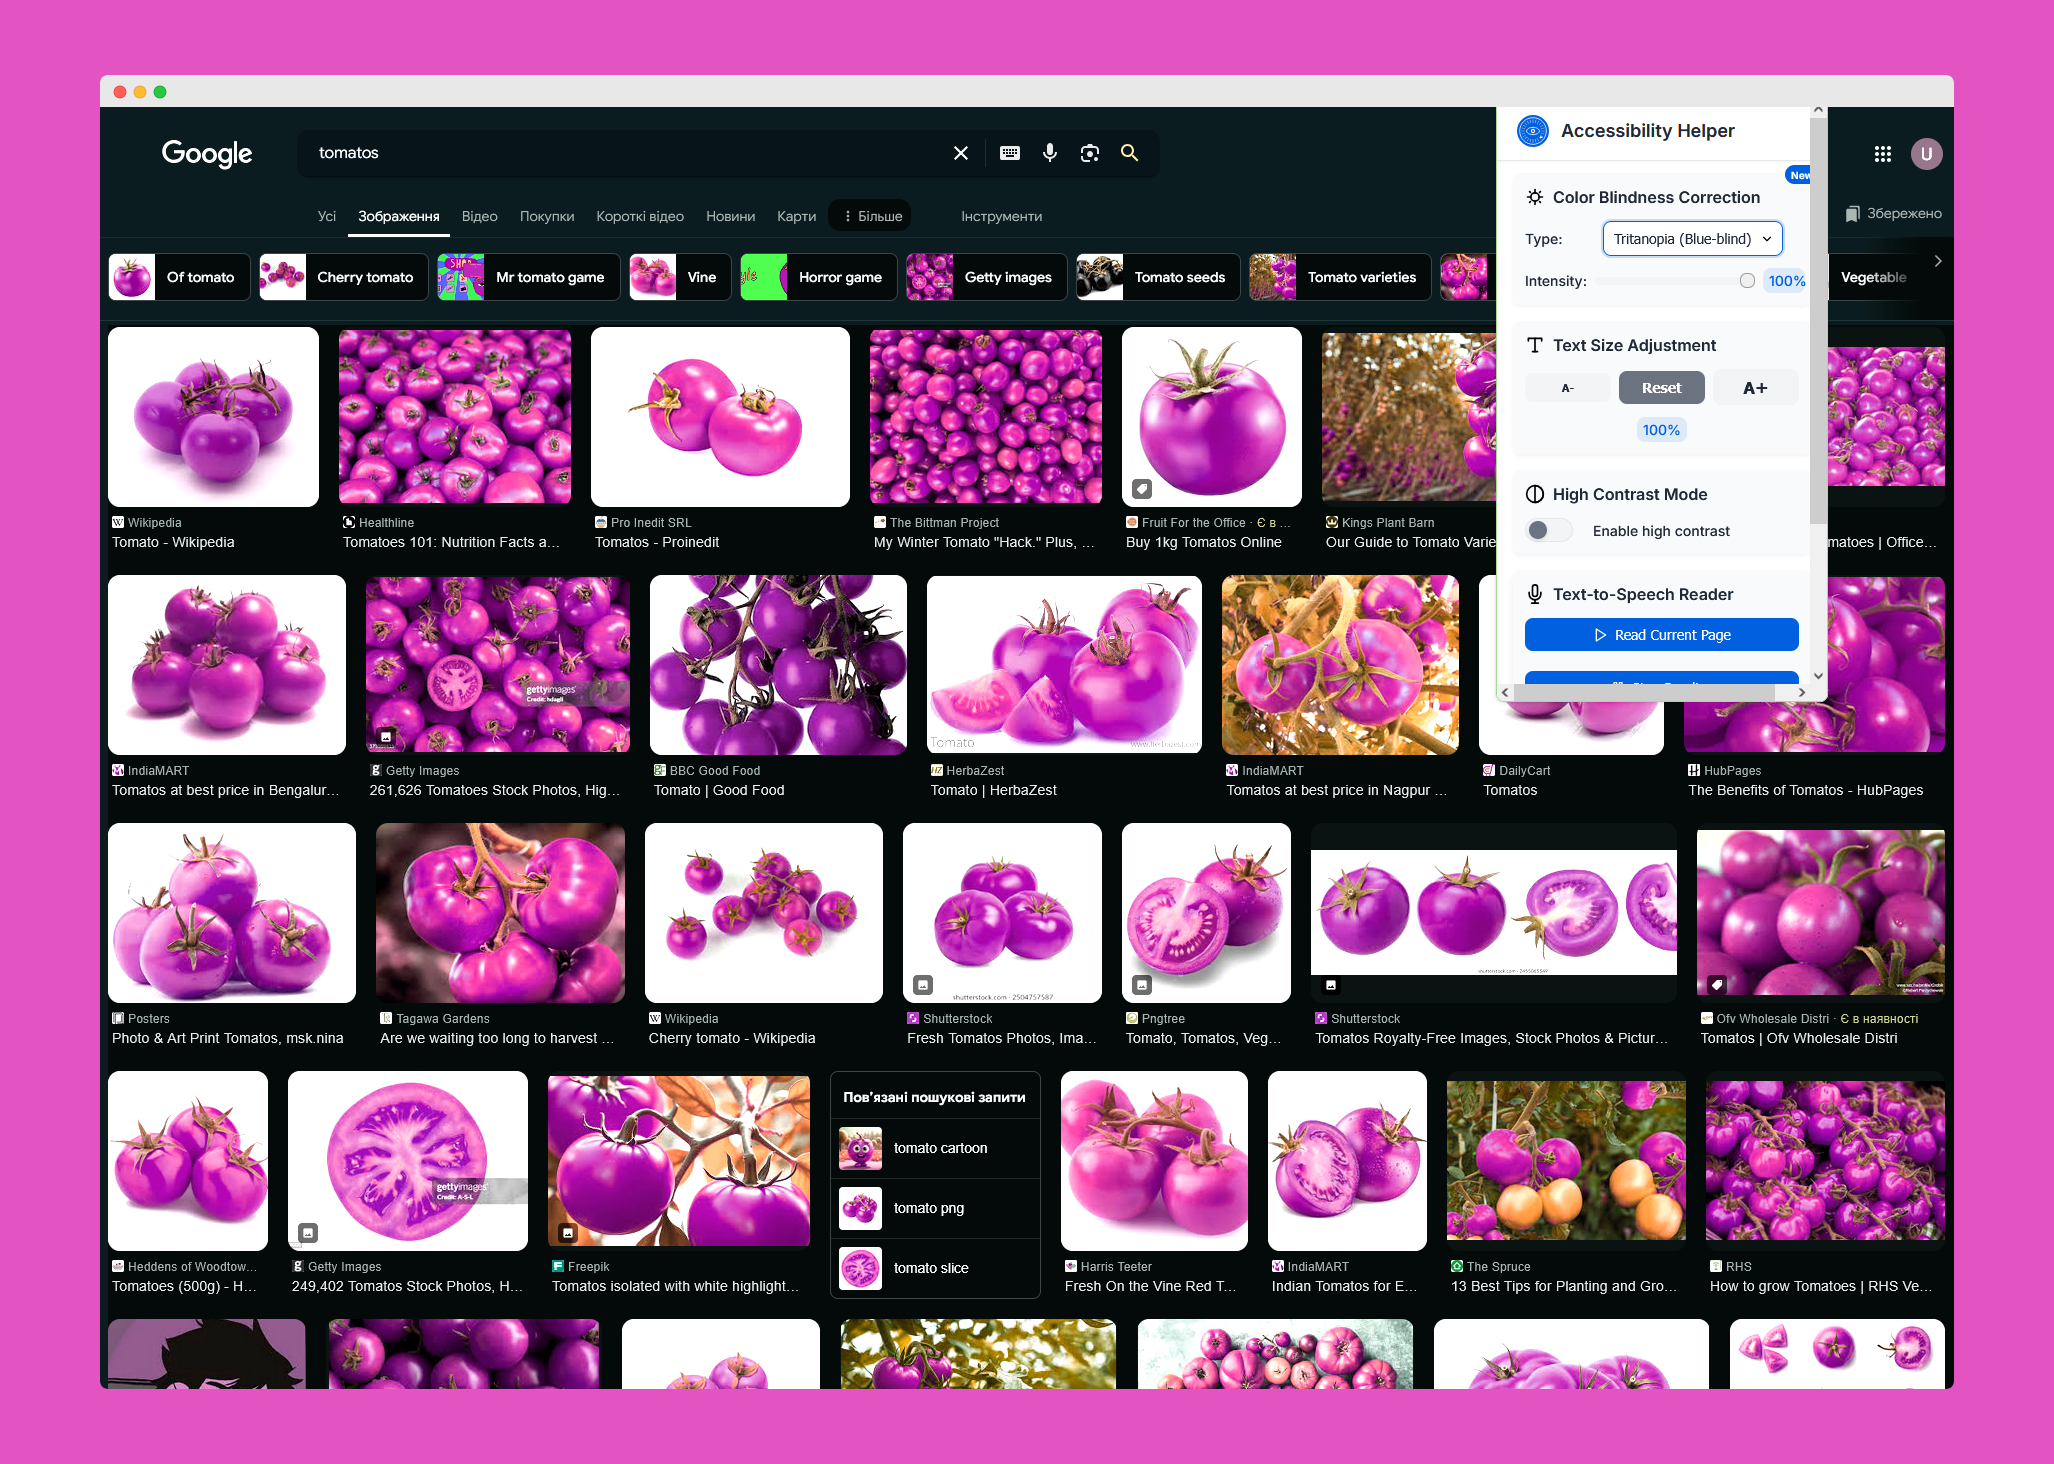 Google
tomatos
U
Усі
Зображення
Відео
Покупки
Короткі відео
Новини
Карти
Більше
Інструменти
Збережено
Of tomato
Cherry tomato
Mr tomato game
Vine
Horror game
Getty images
Tomato seeds
Tomato varieties
Vegetable
Accessibility Helper
New
Color Blindness Correction
Type:
Tritanopia (Blue-blind)
Intensity:
100%
Text Size Adjustment
A-
Reset
A+
100%
High Contrast Mode
Enable high contrast
Text-to-Speech Reader
Read Current Page
Wikipedia
Tomato - Wikipedia
Healthline
Tomatoes 101: Nutrition Facts a...
Pro Inedit SRL
Tomatos - Proinedit
The Bittman Project
My Winter Tomato "Hack." Plus, ...
Fruit For the Office · Є в ...
Buy 1kg Tomatos Online
Kings Plant Barn
Our Guide to Tomato Varie
matoes | Office...
gettyimages
Credit: hdagli
Tomato
www.herbazest.com
IndiaMART
Tomatos at best price in Bengalur...
Getty Images
261,626 Tomatoes Stock Photos, Hig...
BBC Good Food
Tomato | Good Food
HerbaZest
Tomato | HerbaZest
IndiaMART
Tomatos at best price in Nagpur ...
DailyCart
Tomatos
HubPages
The Benefits of Tomatos - HubPages
shutterstock.com · 2504757587
Posters
Photo & Art Print Tomatos, msk.nina
Tagawa Gardens
Are we waiting too long to harvest ...
Wikipedia
Cherry tomato - Wikipedia
Shutterstock
Fresh Tomatos Photos, Ima...
Pngtree
Tomato, Tomatos, Veg...
Shutterstock
Tomatos Royalty-Free Images, Stock Photos & Pictur...
Ofv Wholesale Distri · Є в наявності
Tomatos | Ofv Wholesale Distri
gettyimages
Credit: A-S-L
Пов’язані пошукові запити
tomato cartoon
tomato png
tomato slice
Heddens of Woodtow...
Tomatoes (500g) - H...
Getty Images
249,402 Tomatos Stock Photos, H...
Freepik
Tomatos isolated with white highlight...
Harris Teeter
Fresh On the Vine Red T...
IndiaMART
Indian Tomatos for E...
The Spruce
13 Best Tips for Planting and Gro...
RHS
How to grow Tomatoes | RHS Ve...